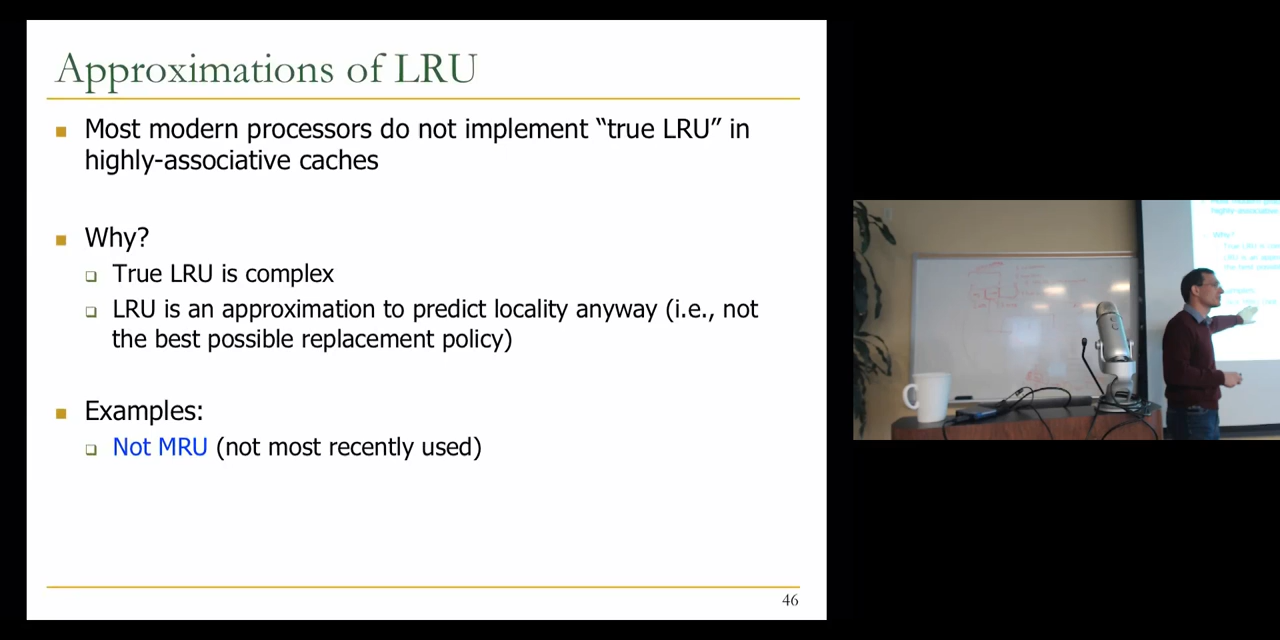 Approximations of LRU
Most modern processors do not implement “true LRU” in
highly-associative caches
Why?
True LRU is complex
LRU is an approximation to predict locality anyway (i.e., not
the best possible replacement policy)
Examples:
Not MRU (not most recently used)
46